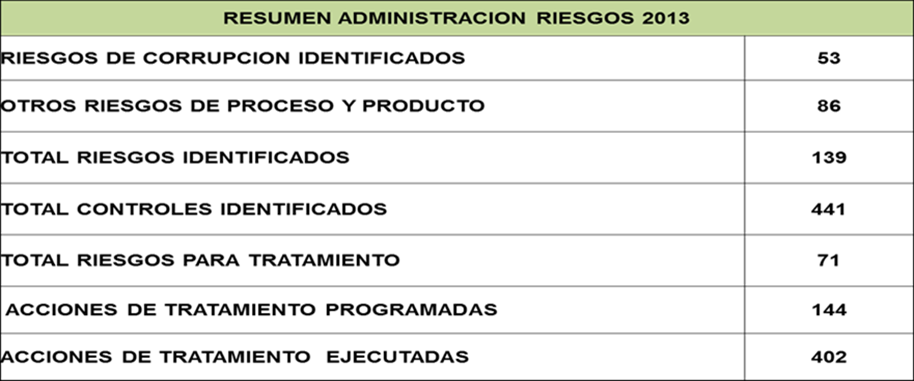 RESUMEN ADMINISTRACION RIESGOS 2013
RIESGOS DE CORRUPCION IDENTIFICADOS 53
OTROS RIESGOS DE PROCESO Y PRODUCTO 86
TOTAL RIESGOS IDENTIFICADOS 139
TOTAL CONTROLES IDENTIFICADOS 441
TOTAL RIESGOS PARA TRATAMIENTO 71
ACCIONES DE TRATAMIENTO PROGRAMADAS 144
ACCIONES DE TRATAMIENTO EJECUTADAS 402